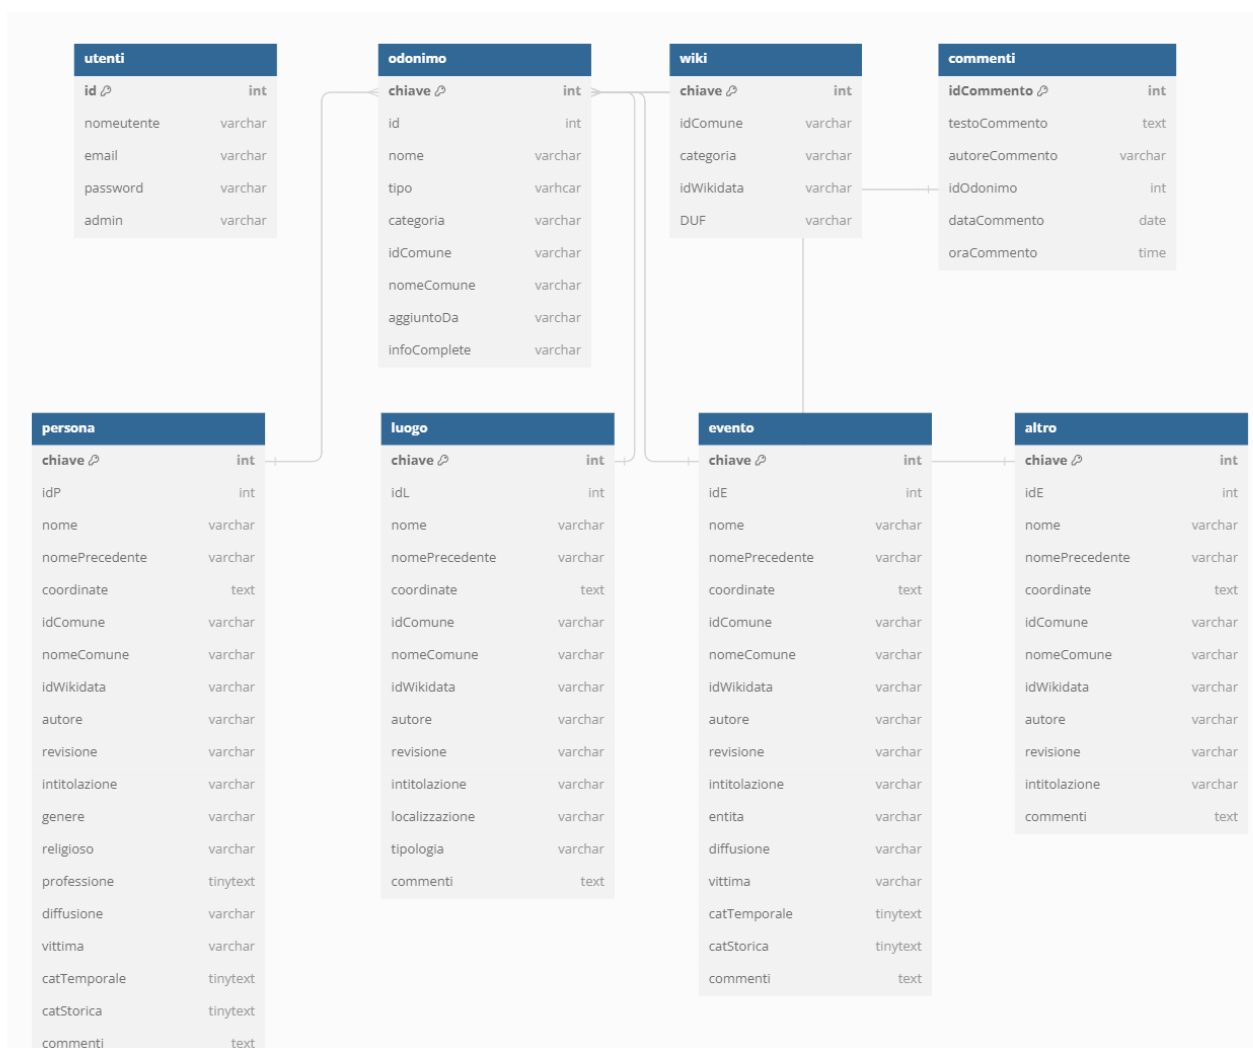 utenti
id int
nomeutente varchar
email varchar
password varchar
admin varchar
odonimo
chiave int
id int
nome varchar
tipo varhcar
categoria varchar
idComune varchar
nomeComune varchar
aggiuntoDa varchar
infoComplete varchar
wiki
chiave int
idComune varchar
categoria varchar
idWikidata varchar
DUF varchar
commenti
idCommento int
testoCommento text
autoreCommento varchar
idOdonimo int
dataCommento date
oraCommento time
persona
chiave int
idP int
nome varchar
nomePrecedente varchar
coordinate text
idComune varchar
nomeComune varchar
idWikidata varchar
autore varchar
revisione varchar
intitolazione varchar
genere varchar
religioso varchar
professione tinytext
diffusione varchar
vittima varchar
catTemporale tinytext
catStorica tinytext
commenti text
luogo
chiave int
idL int
nome varchar
nomePrecedente varchar
coordinate text
idComune varchar
nomeComune varchar
idWikidata varchar
autore varchar
revisione varchar
intitolazione varchar
localizzazione varchar
tipologia varchar
commenti text
evento
chiave int
idE int
nome varchar
nomePrecedente varchar
coordinate text
idComune varchar
nomeComune varchar
idWikidata varchar
autore varchar
revisione varchar
intitolazione varchar
entita varchar
diffusione varchar
vittima varchar
catTemporale tinytext
catStorica tinytext
commenti text
altro
chiave int
idE int
nome varchar
nomePrecedente varchar
coordinate text
idComune varchar
nomeComune varchar
idWikidata varchar
autore varchar
revisione varchar
intitolazione varchar
commenti text